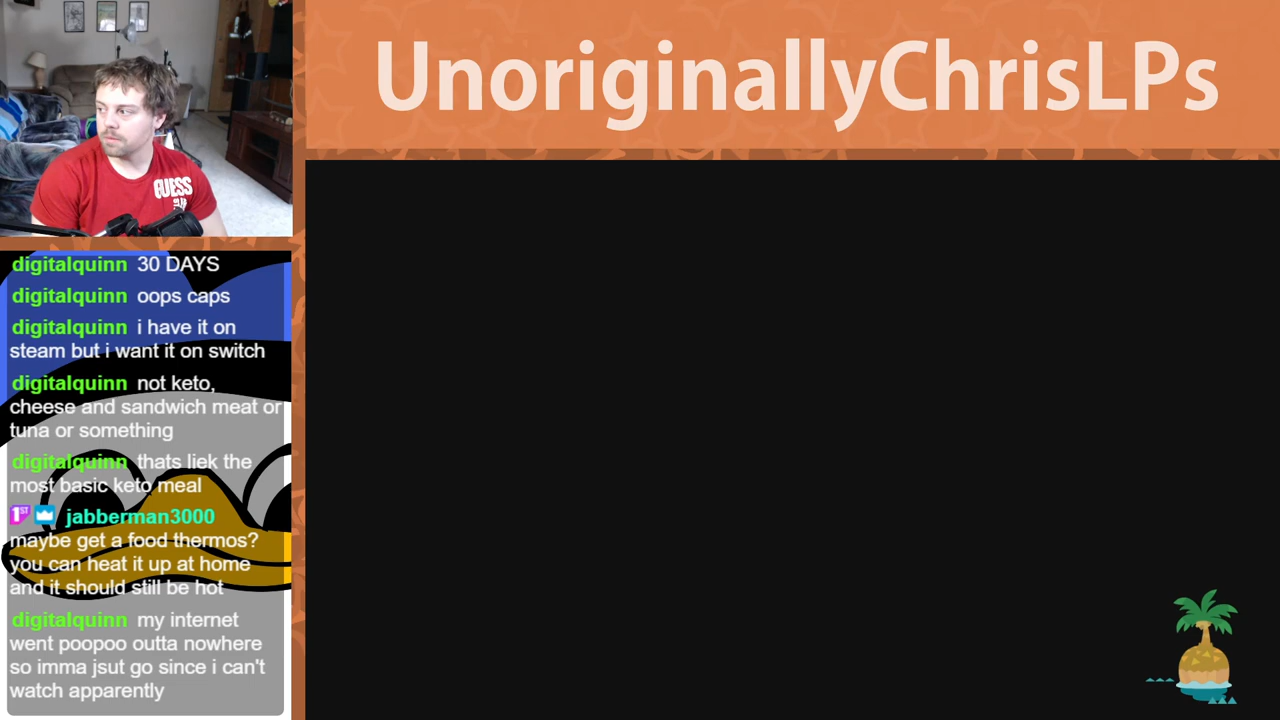 UnoriginallyChrisLPs
GUESS
digitalquinn 30 DAYS
digitalquinn oops caps
digitalquinn i have it on
steam but i want it on switch
digitalquinn not keto,
cheese and sandwich meat or
tuna or something
digitalquinn thats liek the
most basic keto meal
1ST jabberman3000
maybe get a food thermos?
you can heat it up at home
and it should still be hot
digitalquinn my internet
went poopoo outta nowhere
so imma jsut go since i can't
watch apparently